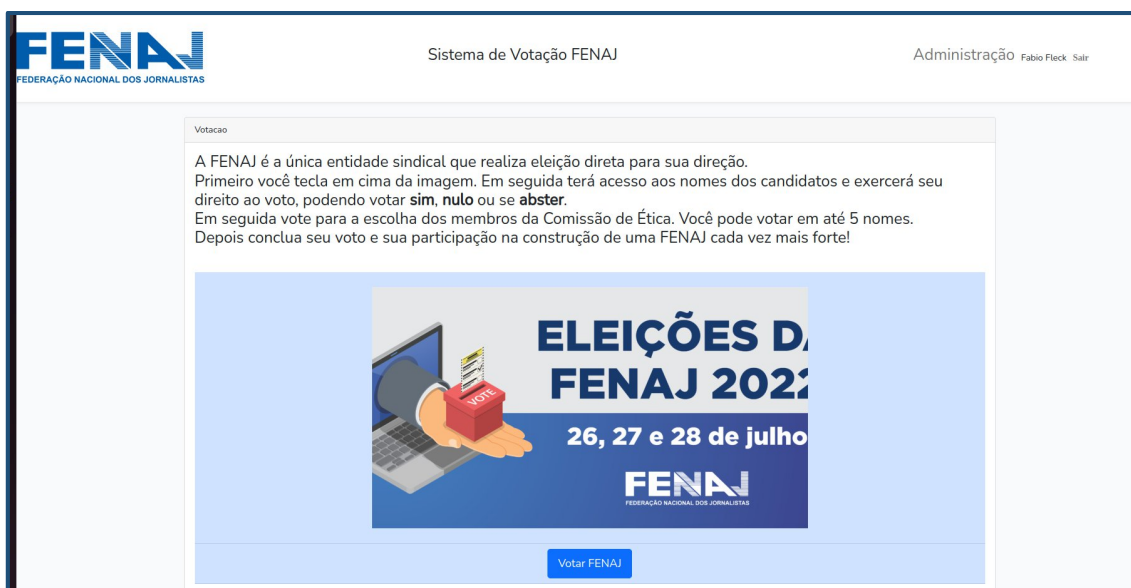 FENAJ
FEDERAÇÃO NACIONAL DOS JORNALISTAS
Sistema de Votação FENAJ
Administração Fabio Fleck Sair
Votacao
A FENAJ é a única entidade sindical que realiza eleição direta para sua direção.
Primeiro você tecla em cima da imagem. Em seguida terá acesso aos nomes dos candidatos e exercerá seu
direito ao voto, podendo votar sim, nulo ou se abster.
Em seguida vote para a escolha dos membros da Comissão de Ética. Você pode votar em até 5 nomes.
Depois conclua seu voto e sua participação na construção de uma FENAJ cada vez mais forte!
ELEIÇÕES DA
FENAJ 2022
VOTE
26, 27 e 28 de julho
FENAJ
FEDERAÇÃO NACIONAL DOS JORNALISTAS
Votar FENAJ